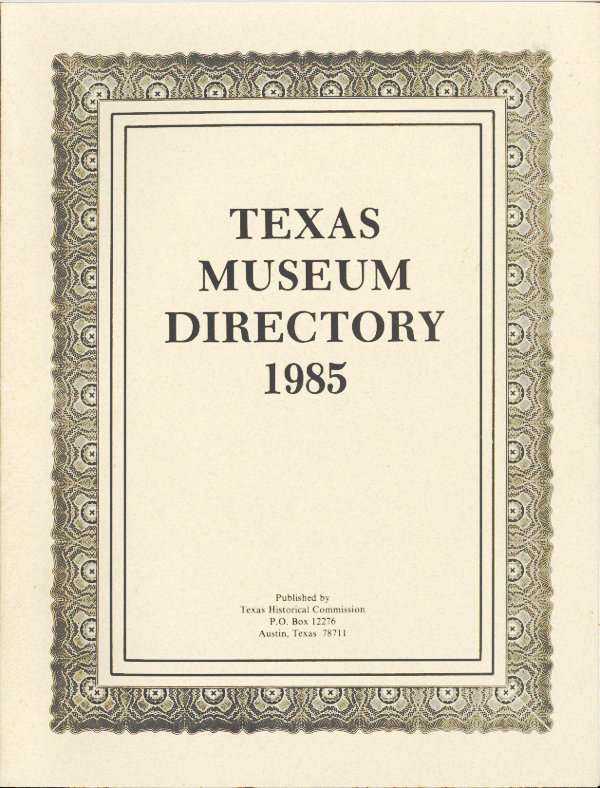 TEXAS
MUSEUM
DIRECTORY
1985
Published by
Texas Historical Commission
P.O. Box 12276
Austin, Texas 78711